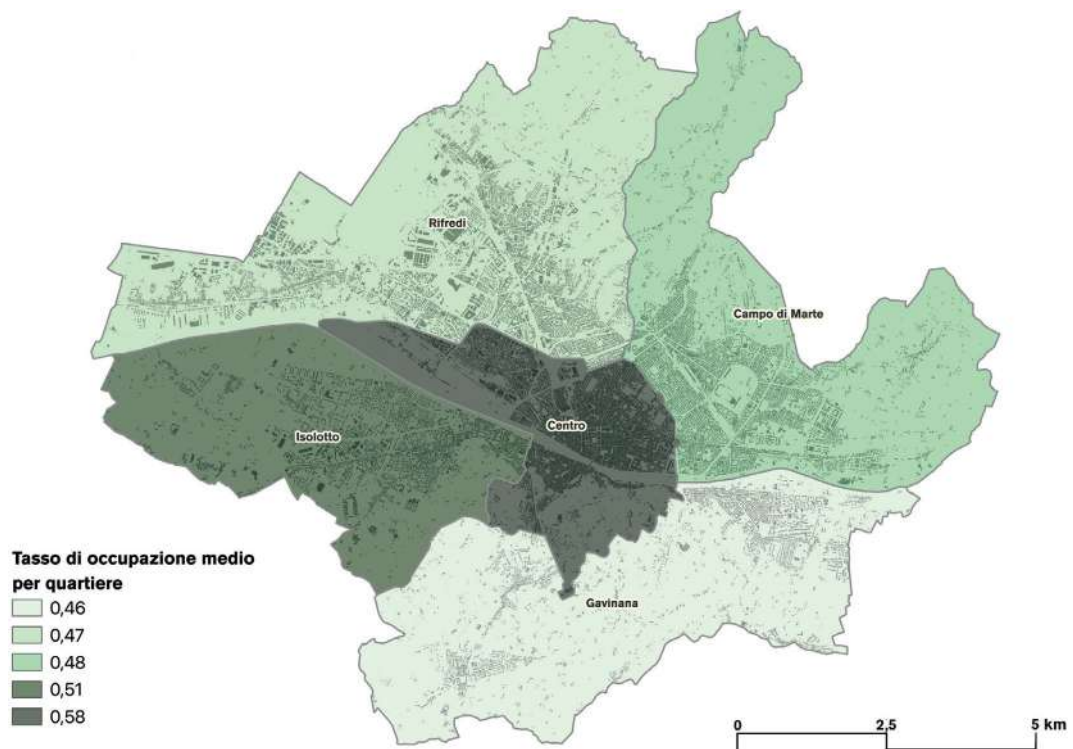 Rifredi
Campo di Marte
Isolotto
Centro
Gavinana
Tasso di occupazione medio
per quartiere
0,46
0,47
0,48
0,51
0,58
0
2,5
5 km